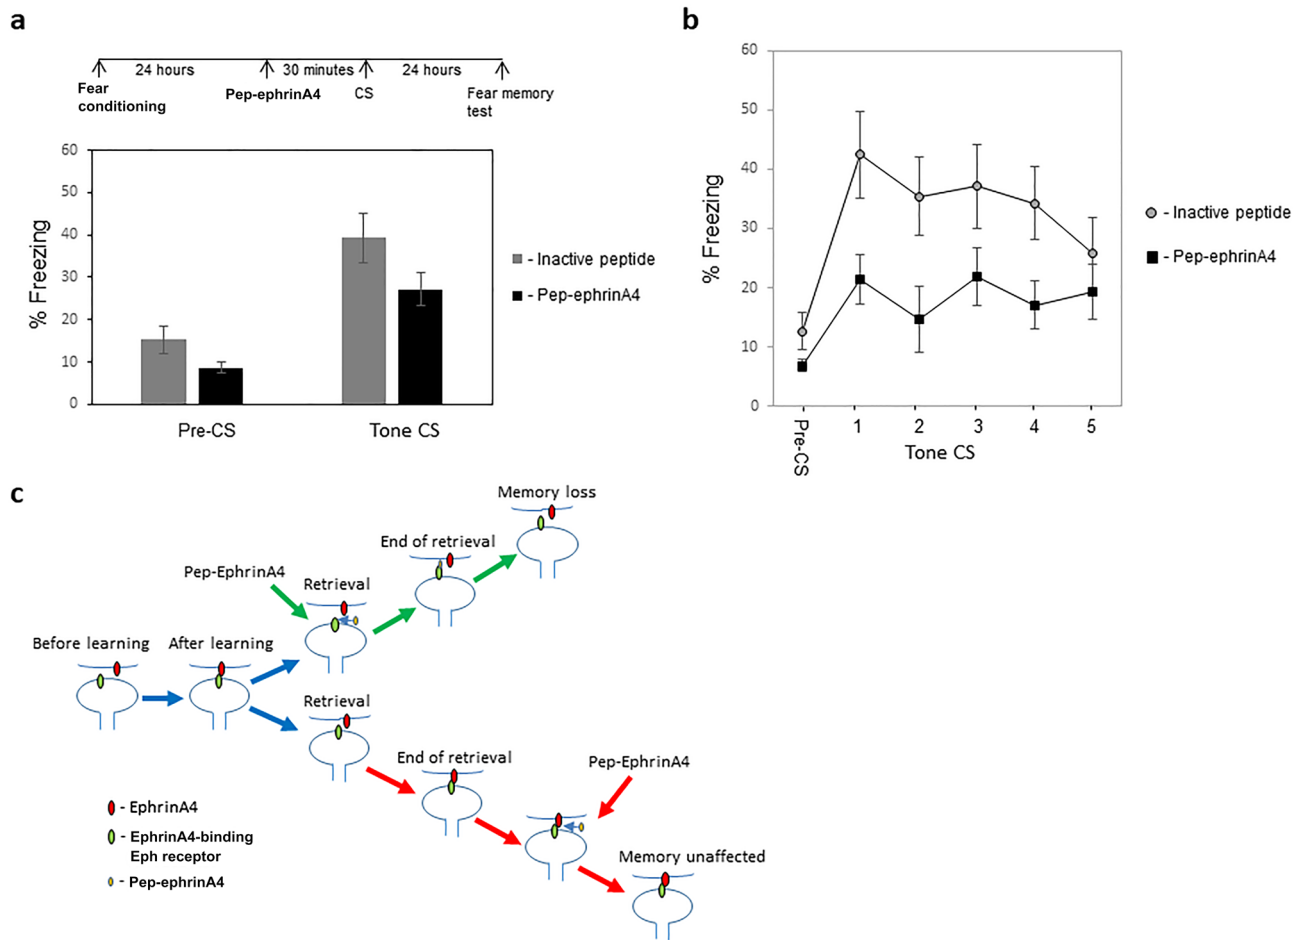 a
24 hours
30 minutes
24 hours
Fear
conditioning
Pep-ephrinA4
CS
Fear memory
test
60
50
40
30
20
10
0
% Freezing
Pre-CS
Tone CS
- Inactive peptide
- Pep-ephrinA4
b
60
50
40
30
20
10
0
% Freezing
Pre-CS
1
2
3
4
5
Tone CS
- Inactive peptide
- Pep-ephrinA4
c
Memory loss
End of retrieval
Pep-EphrinA4
Retrieval
Before learning
After learning
Retrieval
End of retrieval
Pep-EphrinA4
Memory unaffected
- EphrinA4
- EphrinA4-binding
Eph receptor
- Pep-ephrinA4